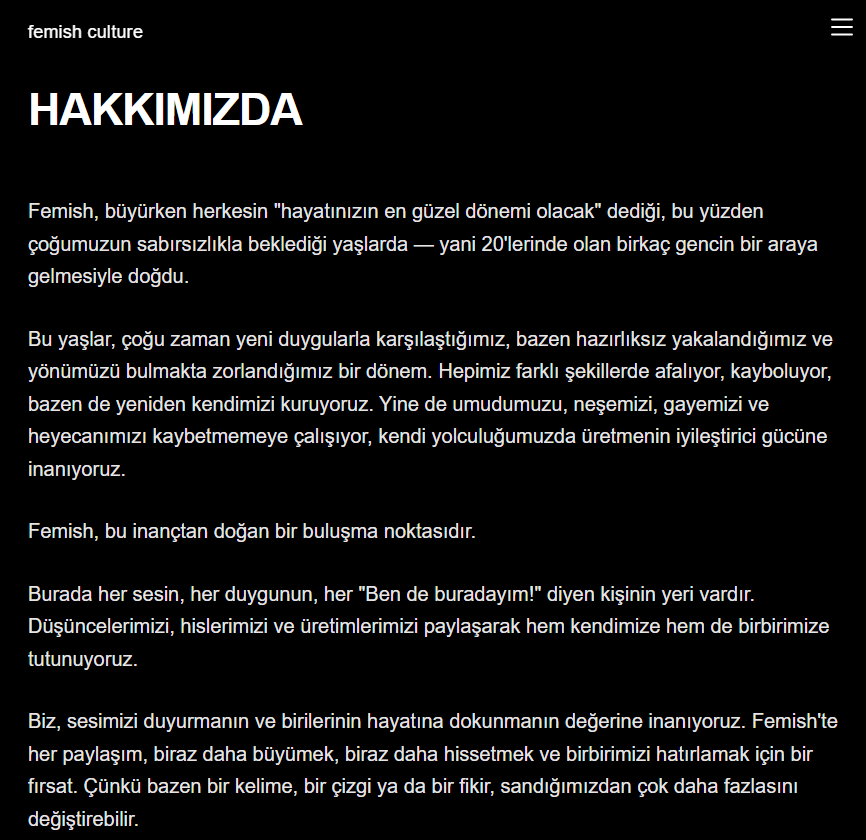 femish culture
HAKKIMIZDA
Femish, büyürken herkesin "hayatınızın en güzel dönemi olacak" dediği, bu yüzden
çoğumuzun sabırsızlıkla beklediği yaşlarda — yani 20'lerinde olan birkaç gencin bir araya
gelmesiyle doğdu.
Bu yaşlar, çoğu zaman yeni duygularla karşılaştığımız, bazen hazırlıksız yakalandığımız ve
yönümüzü bulmakta zorlandığımız bir dönem. Hepimiz farklı şekillerde afalıyor, kayboluyor,
bazen de yeniden kendimizi kuruyoruz. Yine de umudumuzu, neşemizi, gayemizi ve
heyecanımızı kaybetmemeye çalışıyor, kendi yolculuğumuzda üretmenin iyileştirici gücüne
inanıyoruz.
Femish, bu inançtan doğan bir buluşma noktasıdır.
Burada her sesin, her duygunun, her "Ben de buradayım!" diyen kişinin yeri vardır.
Düşüncelerimizi, hislerimizi ve üretimlerimizi paylaşarak hem kendimize hem de birbirimize
tutunuyoruz.
Biz, sesimizi duyurmanın ve birilerinin hayatına dokunmanın değerine inanıyoruz. Femish'te
her paylaşım, biraz daha büyümek, biraz daha hissetmek ve birbirimizi hatırlamak için bir
fırsat. Çünkü bazen bir kelime, bir çizgi ya da bir fikir, sandığımızdan çok daha fazlasını
değiştirebilir.